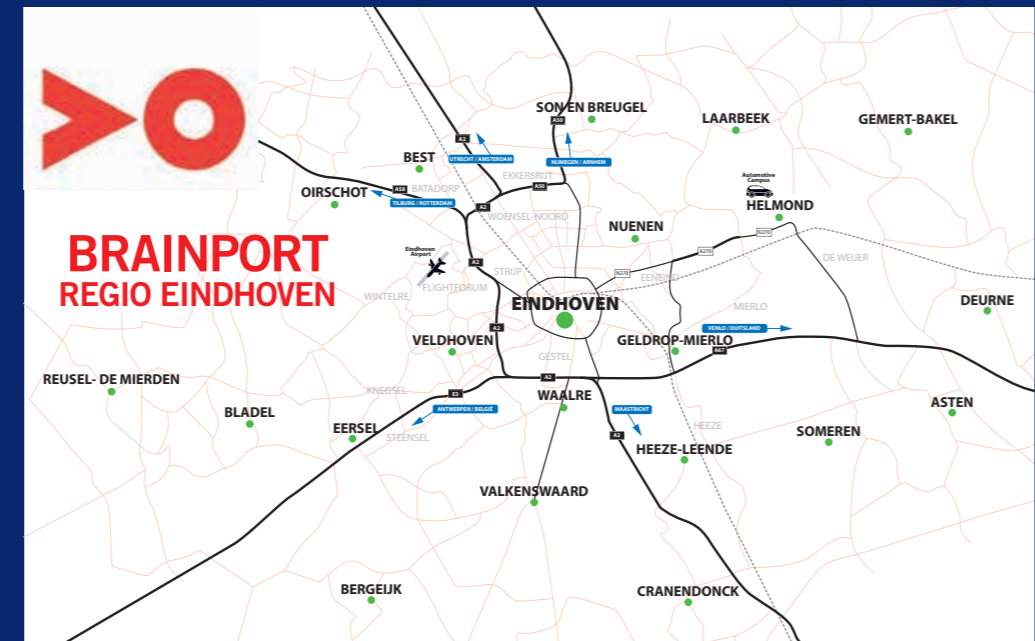 SON EN BREUGEL
LAARBEEK
GEMERT-BAKEL
A50
A2
BEST
UTRECHT / AMSTERDAM
NIJMEGEN / ARNHEM
EKKERSRIJT
Automotive
Campus
OIRSCHOT
A58
BATADORP
A50
TILBURG / ROTTERDAM
A2
WOENSEL-NOORD
HELMOND
NUENEN
N270
BRAINPORT
REGIO EINDHOVEN
Eindhoven
Airport
A270
A2
STRIJP
N270
EENEIND
DE WEIJER
FLIGHTFORUM
WINTELRE
EINDHOVEN
MIERLO
DEURNE
A2
VENLO / DUITSLAND
VELDHOVEN
GELDROP-MIERLO
A67
GESTEL
REUSEL- DE MIERDEN
A2
KNEGSEL
E3
WAALRE
BLADEL
ANTWERPEN / BELGIË
MAASTRICHT
ASTEN
EERSEL
STEENSEL
A2
HEEZE
SOMEREN
HEEZE-LEENDE
VALKENSWAARD
BERGEIJK
CRANENDONCK